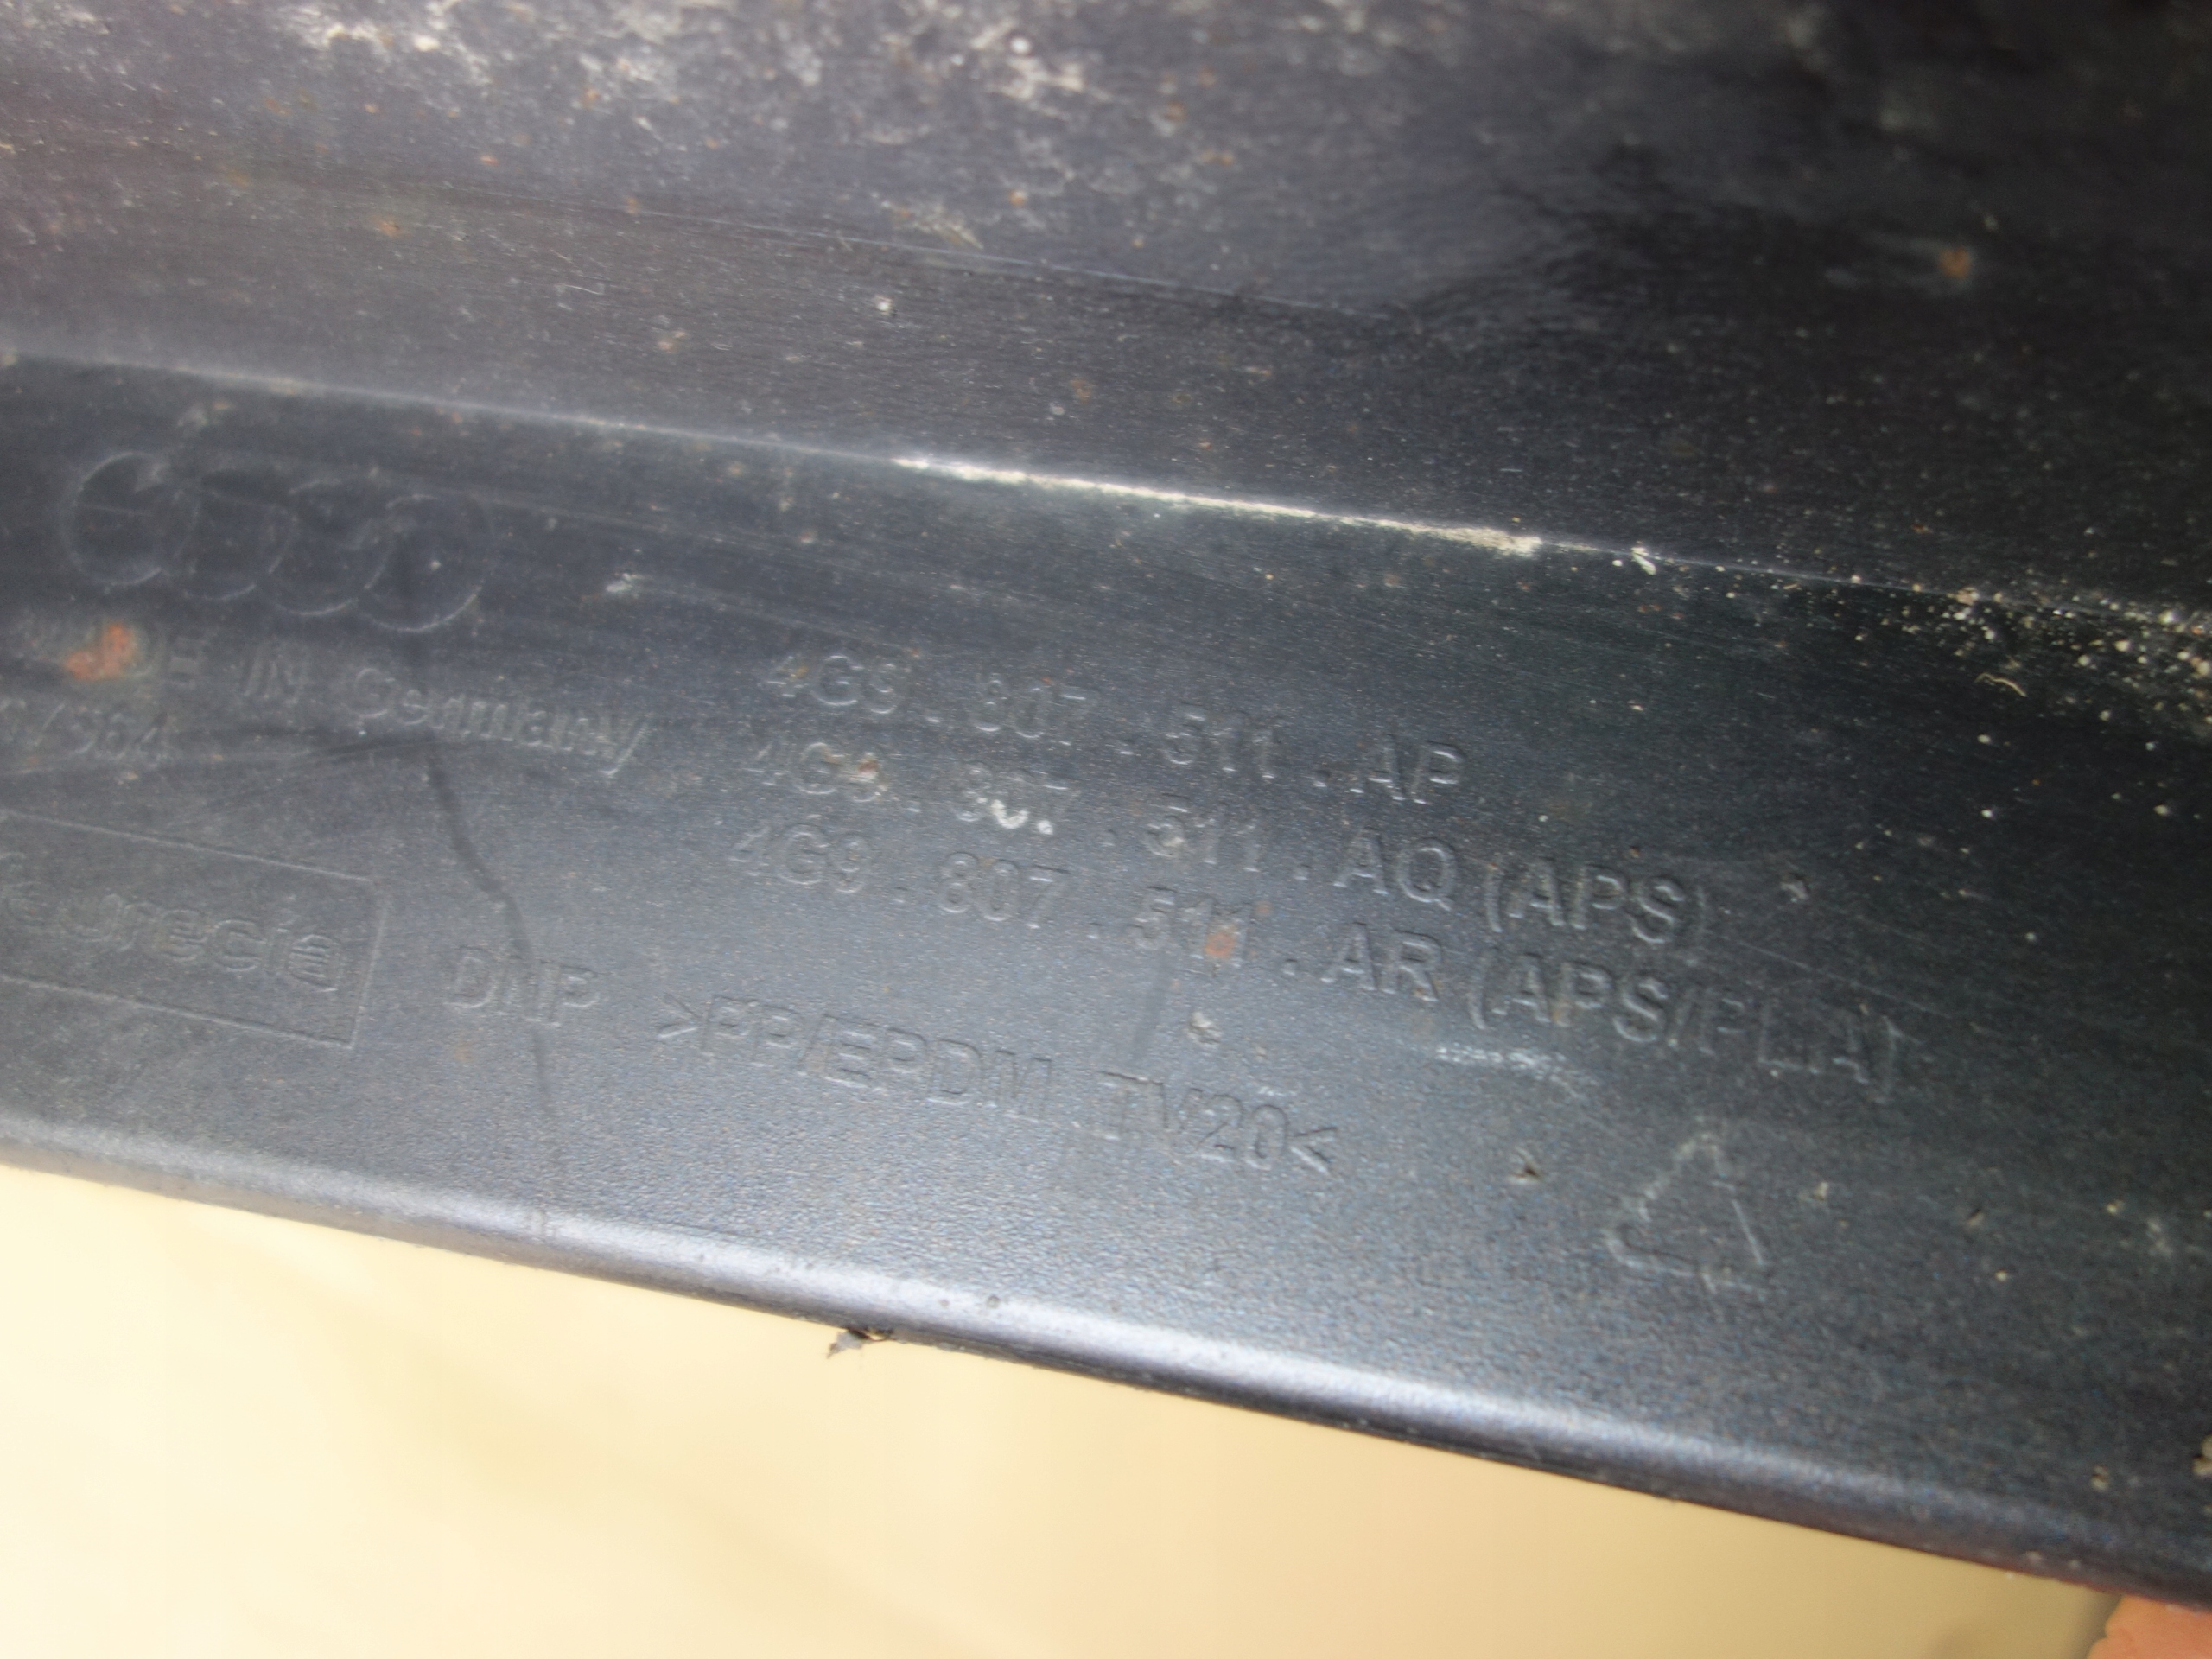 IN Germany
4G9 . 807 . 511 . AP
4G9 . 807 . 511 . AQ (APS)
4G9 . 807 . 511 . AR (APS/PLA)
faurecia
DNP >PP/EPDM TV20<